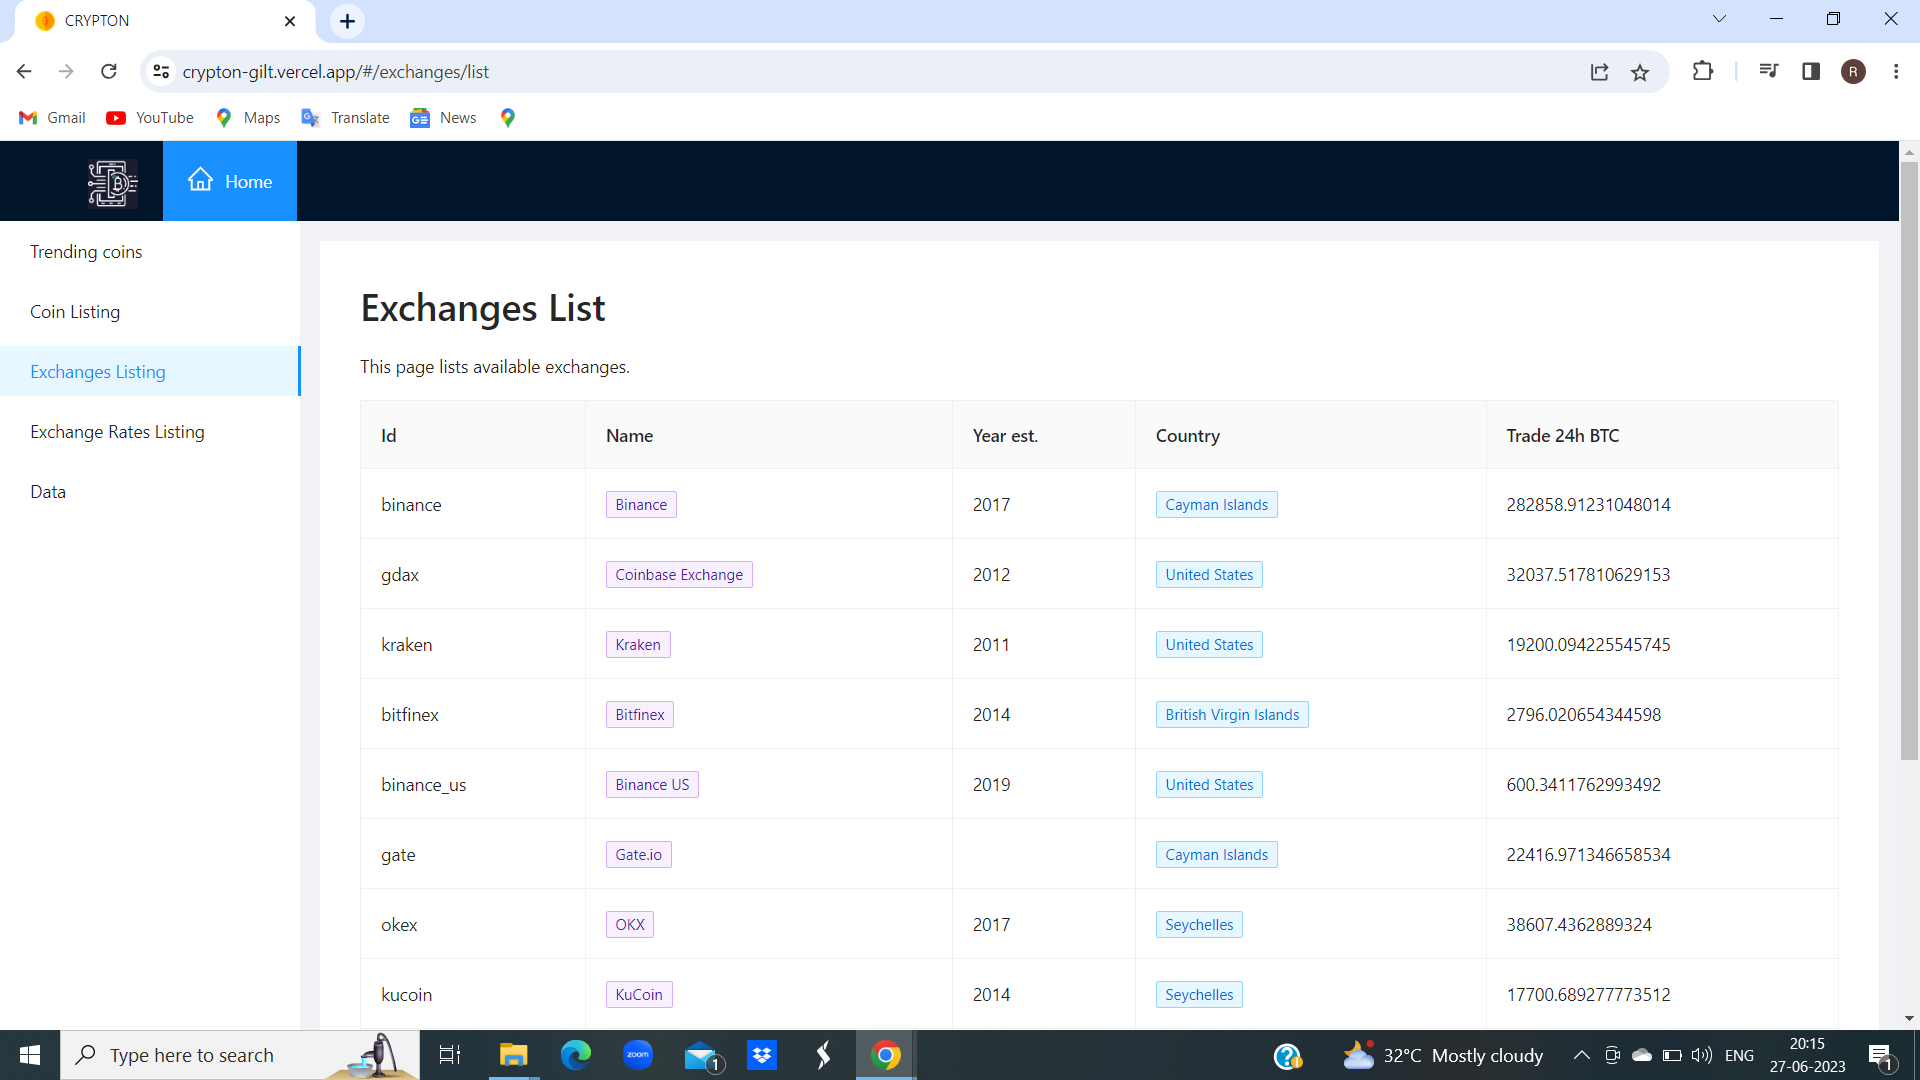 CRYPTON
crypton-gilt.vercel.app/#/exchanges/list
R
Gmail YouTube Maps Translate News
Home
Trending coins
Coin Listing
Exchanges Listing
Exchange Rates Listing
Data
Exchanges List
This page lists available exchanges.
Id Name Year est. Country Trade 24h BTC
binance Binance 2017 Cayman Islands 282858.91231048014
gdax Coinbase Exchange 2012 United States 32037.517810629153
kraken Kraken 2011 United States 19200.094225545745
bitfinex Bitfinex 2014 British Virgin Islands 2796.020654344598
binance_us Binance US 2019 United States 600.3411762993492
gate Gate.io Cayman Islands 22416.971346658534
okex OKX 2017 Seychelles 38607.4362889324
kucoin KuCoin 2014 Seychelles 17700.689277773512
Type here to search zoom 1 32°C Mostly cloudy ENG 20:15
27-06-2023 1